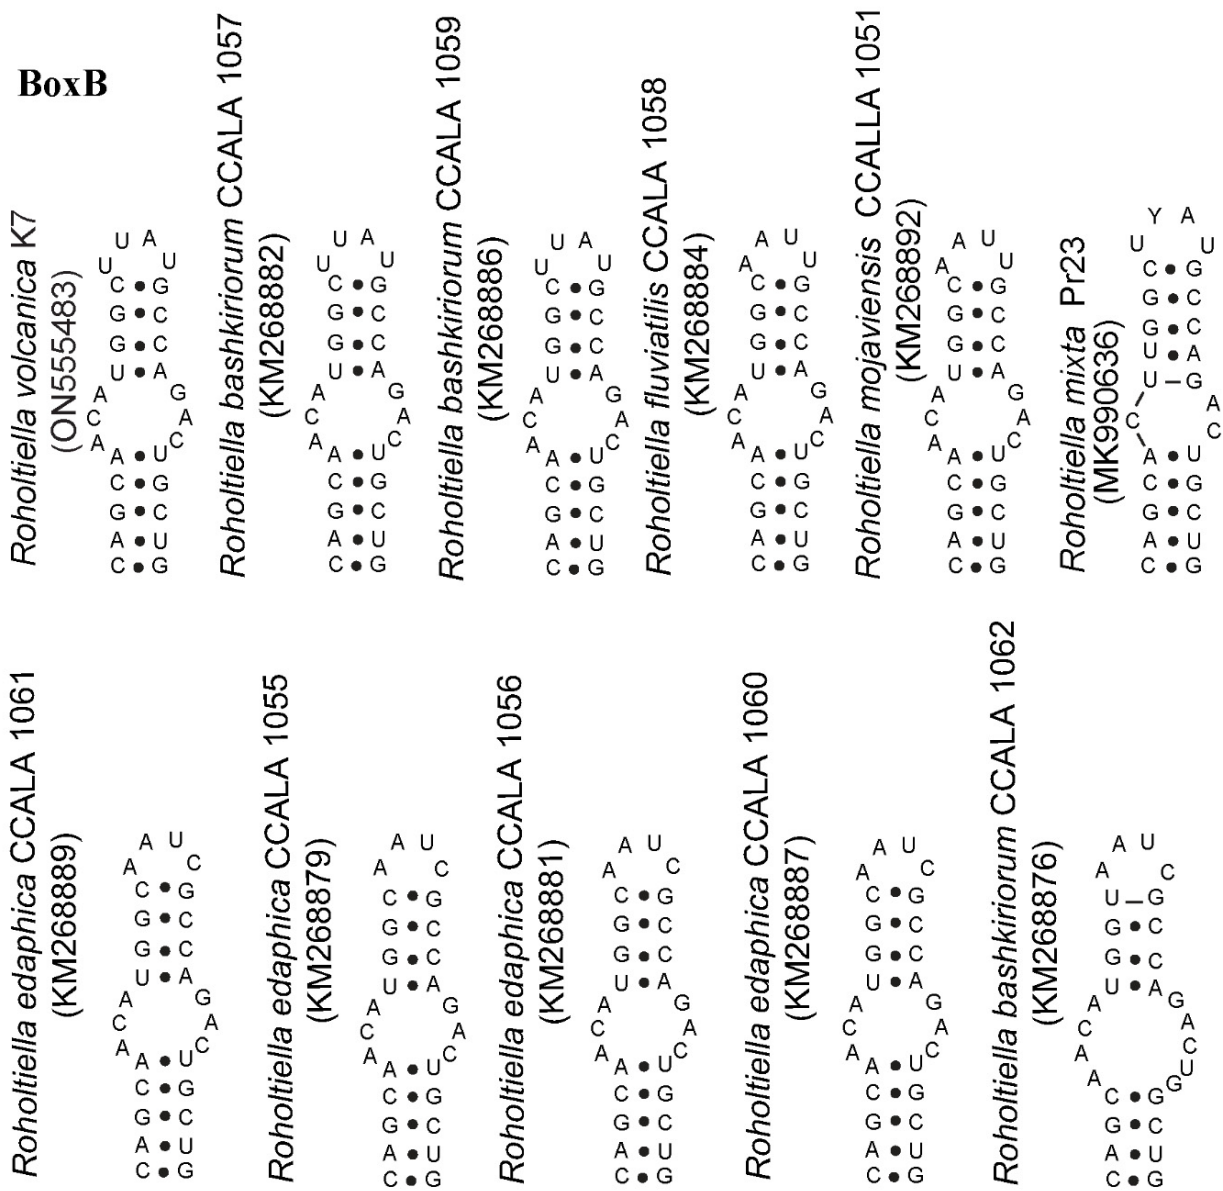 BoxB
Roholtiella volcanica K7
(ON555483)
U A
U U
C G
G C
G C
U A
A G
C A
A C
A U
C G
G C
A U
C G
Roholtiella bashkiriorum CCALA 1057
(KM268882)
U A
U U
C G
G C
G C
U A
A G
C A
A C
A U
C G
G C
A U
C G
Roholtiella bashkiriorum CCALA 1059
(KM268886)
U A
U U
C G
G C
G C
U A
A G
C A
A C
A U
C G
G C
A U
C G
Roholtiella fluviatilis CCALA 1058
(KM268884)
A U
A U
C G
G C
G C
U A
A G
C A
A C
A U
C G
G C
A U
C G
Roholtiella mojaviensis CCALLA 1051
(KM268892)
A U
A U
C G
G C
G C
U A
A G
C A
A C
A U
C G
G C
A U
C G
Roholtiella mixta Pr23
(MK990636)
Y A
U U
C G
G C
G C
U A
U G
A
C C
A U
C G
G C
A U
C G
Roholtiella edaphica CCALA 1061
(KM268889)
A U
A C
C G
G C
G C
U A
A G
C A
A C
A U
C G
G C
A U
C G
Roholtiella edaphica CCALA 1055
(KM268879)
A U
A C
C G
G C
G C
U A
A G
C A
A C
A U
C G
G C
A U
C G
Roholtiella edaphica CCALA 1056
(KM268881)
A U
A C
C G
G C
G C
U A
A G
C A
A C
A U
C G
G C
A U
C G
Roholtiella edaphica CCALA 1060
(KM268887)
A U
A C
C G
G C
G C
U A
A G
C A
A C
A U
C G
G C
A U
C G
Roholtiella bashkiriorum CCALA 1062
(KM268876)
A U
A C
U G
G C
G C
U A
A G
C A
A C
A U
G
C G
G C
A U
C G